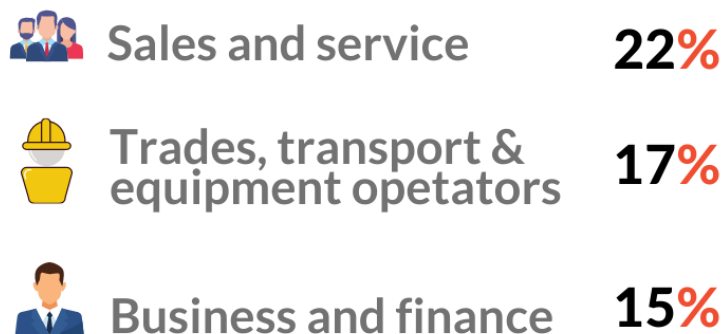 Sales and service 22%
Trades, transport &
equipment opetators 17%
Business and finance 15%